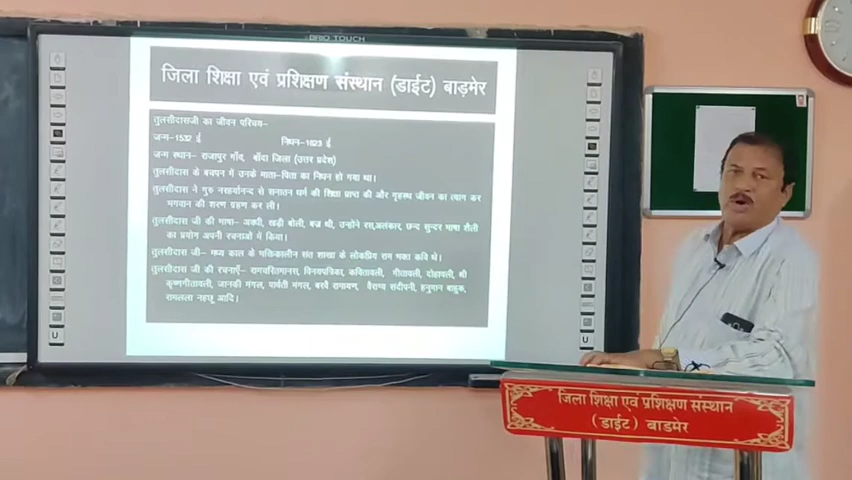 BRIO TOUCH
जिला शिक्षा एवं प्रशिक्षण संस्थान (डाईट) बाड़मेर
तुलसीदासजी का जीवन परिचय–
जन्म–1532 ई निधन–1623 ई
जन्म स्थान– राजापुर गाँव, बाँदा जिला (उत्तर प्रदेश)
तुलसीदास के बचपन में उनके माता–पिता का निधन हो गया था।
तुलसीदास ने गुरु नरहर्यानन्द से सनातन धर्म की शिक्षा प्राप्त की और गृहस्थ जीवन का त्याग कर
भगवान की शरण ग्रहण कर ली।
तुलसीदास जी की भाषा– अवधी, खड़ी बोली, बज्र थी, उन्होंने रस,अलंकार, छन्द सुन्दर भाषा शैली
का प्रयोग अपनी रचनाओं में किया।
तुलसीदास जी– मध्य काल के भक्तिकालीन संत शाखा के लोकप्रिय राम भक्त कवि थे।
तुलसीदास जी की रचनाएँ– रामचरितमानस, विनयपत्रिका, कवितावली, गीतावली, दोहावली, श्री
कृष्णगीतावली, जानकी मंगल, पार्वती मंगल, बरवै रामायण, वैराग्य संदीपनी, हनुमान बाहुक,
रामलला नहछू आदि।
जिला शिक्षा एवं प्रशिक्षण संस्थान
(डाईट) बाडमेर